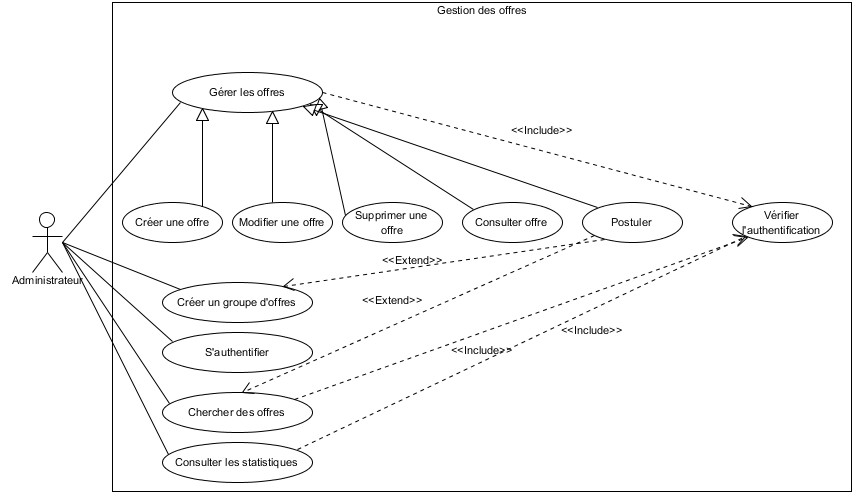 Gestion des offres
Gérer les offres
<<Include>>
Créer une offre
Modifier une offre
Supprimer une
offre
Consulter offre
Postuler
Vérifier
l'authentification
Administrateur
<<Extend>>
Créer un groupe d'offres
<<Extend>>
<<Include>>
S'authentifier
<<Include>>
Chercher des offres
Consulter les statistiques